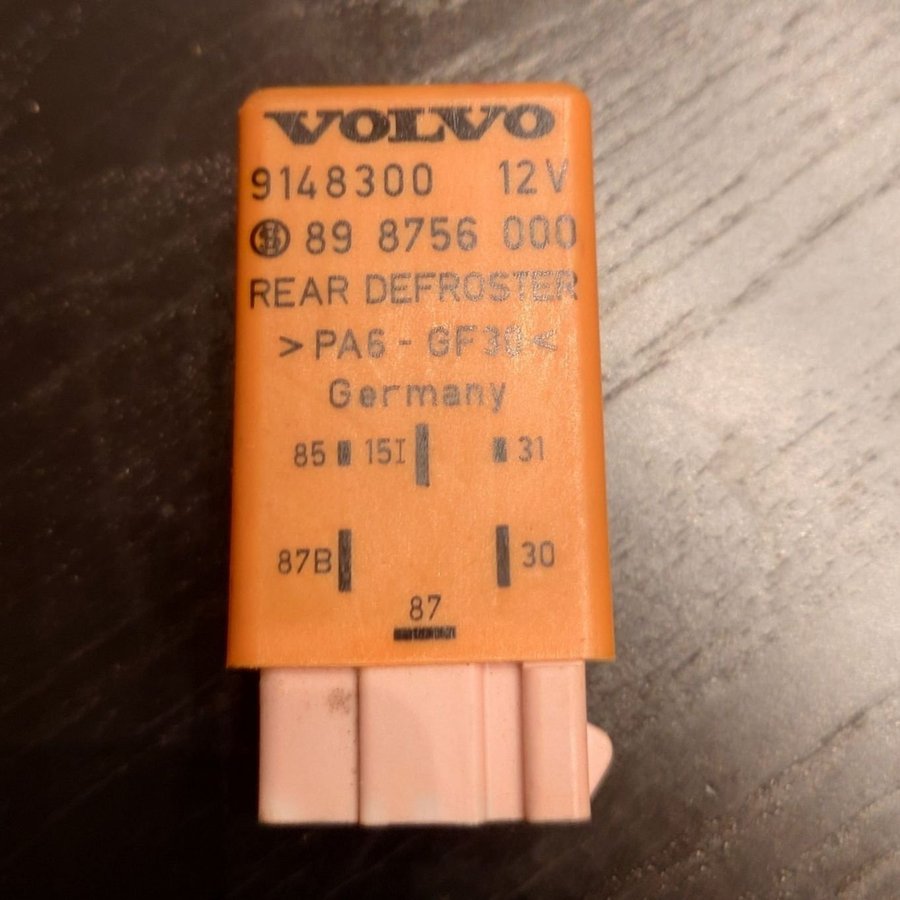 VOLVO
9148300 12V
S 89 8756 000
REAR DEFROSTER
>PA6-GF30<
Germany
85 15I 31
87B 30
87